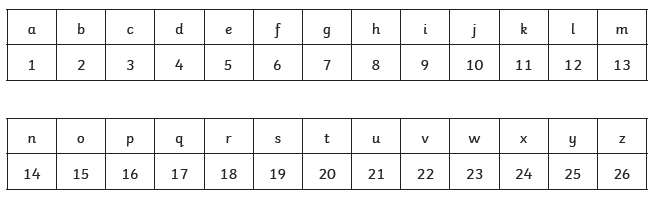 a b c d e f g h i j k l m
1 2 3 4 5 6 7 8 9 10 11 12 13
n o p q r s t u v w x y z
14 15 16 17 18 19 20 21 22 23 24 25 26